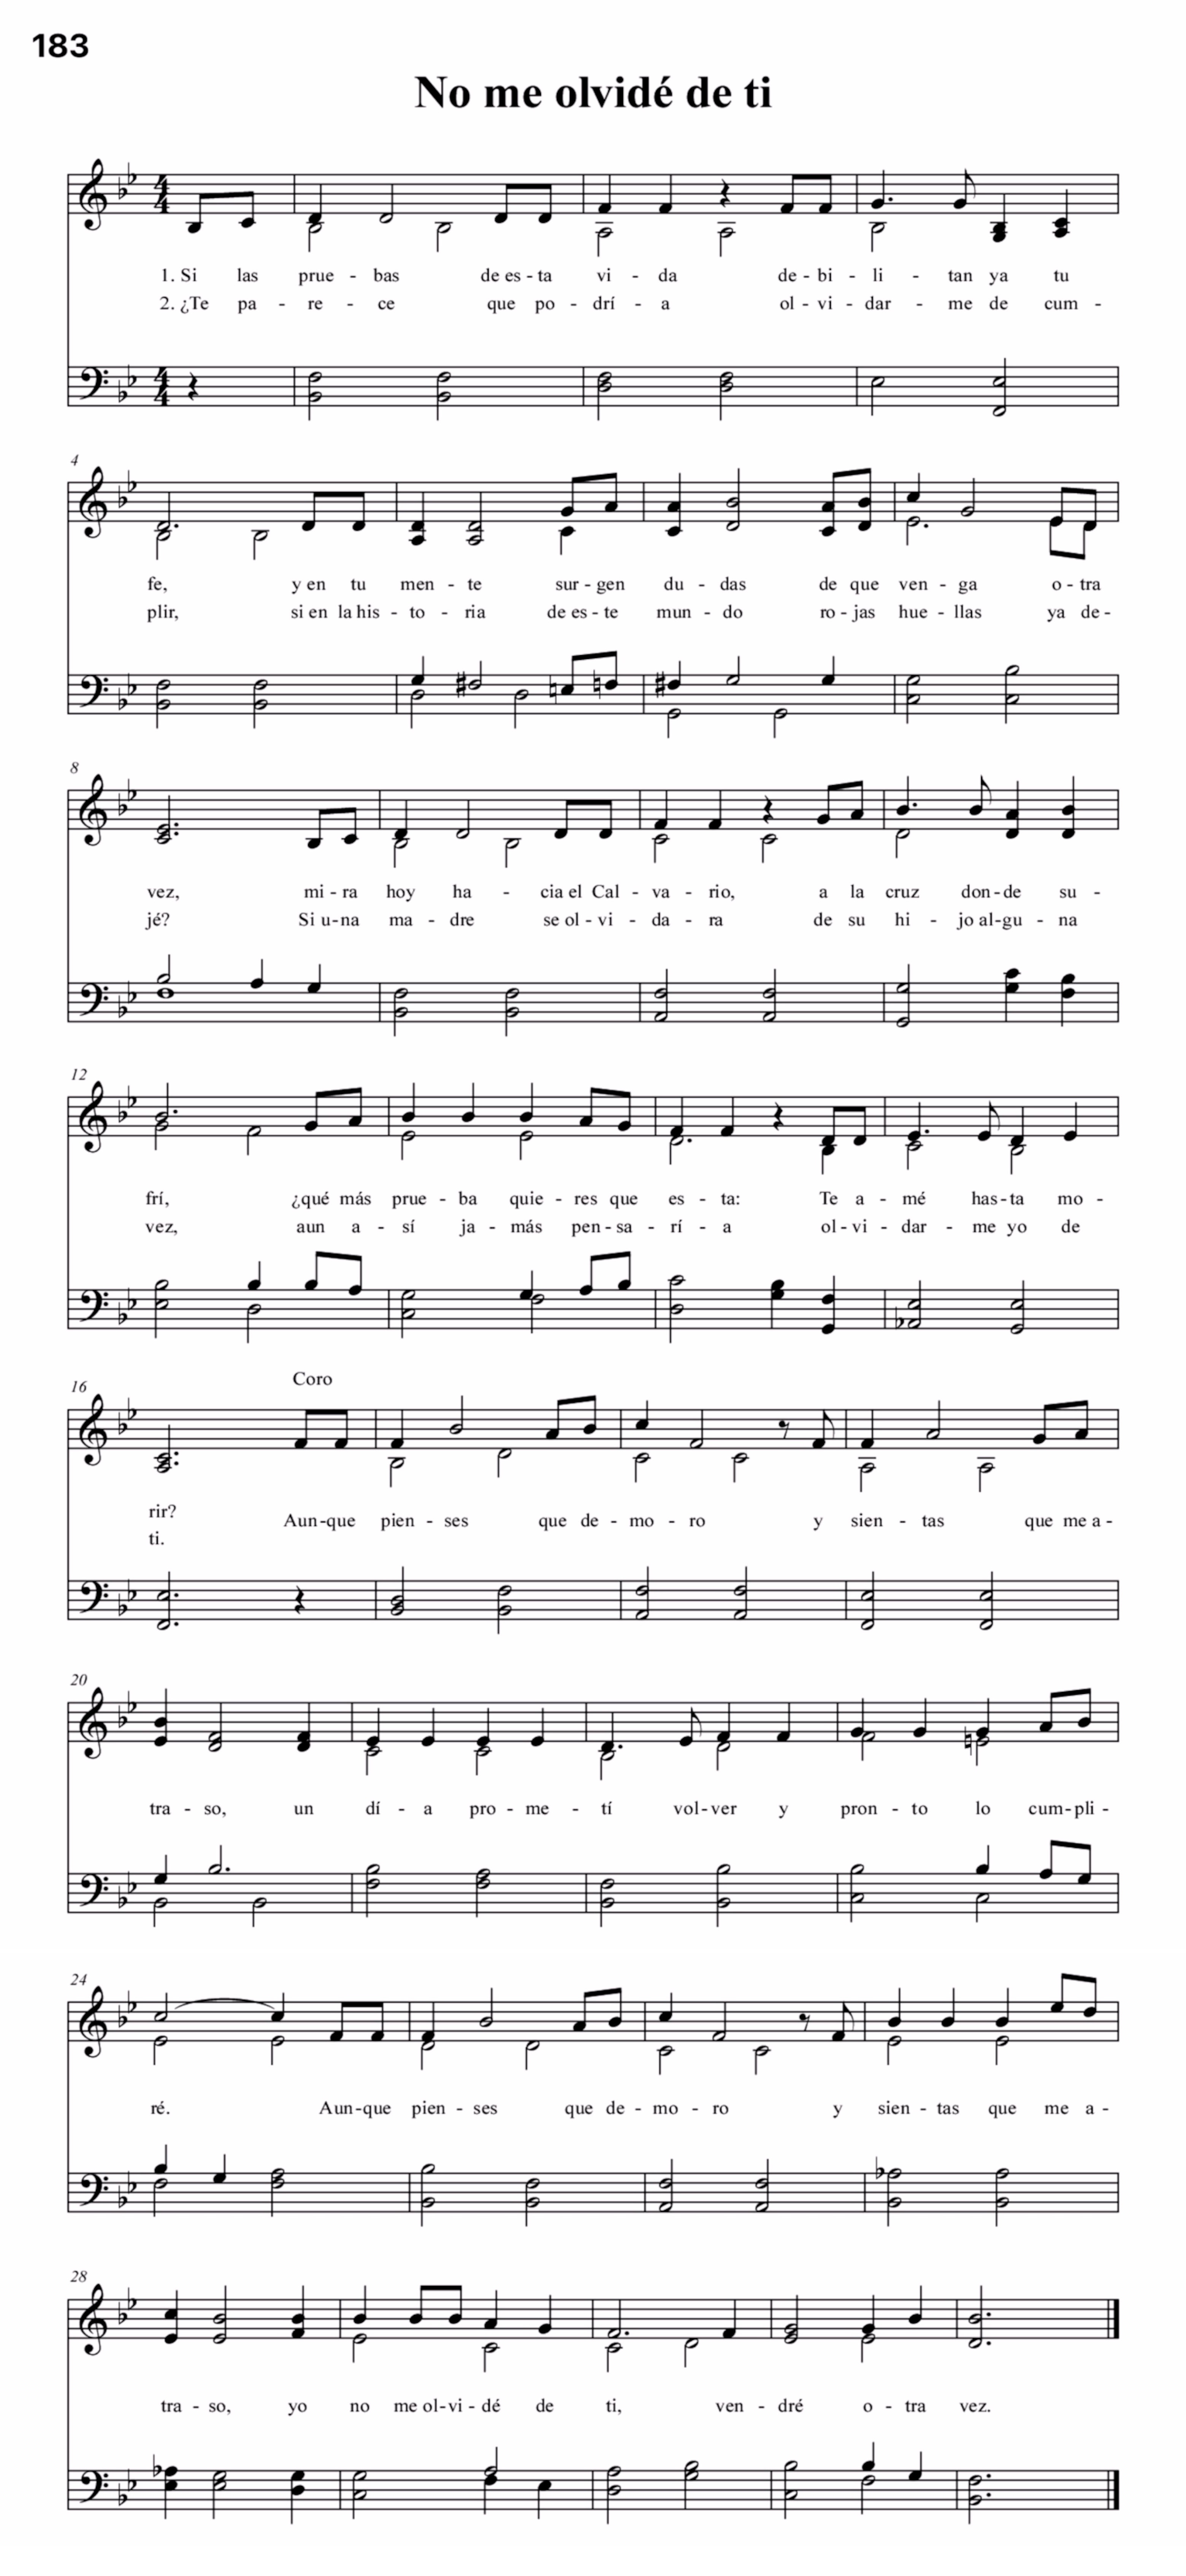 183
No me olvidé de ti
1. Si las prue - bas de es - ta vi - da de - bi - li - tan ya tu
2. ¿Te pa - re - ce que po - drí - a ol - vi - dar - me de cum -
4
fe, y en tu men - te sur - gen du - das de que ven - ga o - tra
plir, si en la his - to - ria de es - te mun - do ro - jas hue - llas ya de -
8
vez, mi - ra hoy ha - cia el Cal - va - rio, a la cruz don - de su -
jé? Si u - na ma - dre se ol - vi - da - ra de su hi - jo al - gu - na
12
frí, ¿qué más prue - ba quie - res que es - ta: Te a - mé has - ta mo -
vez, aun a - sí ja - más pen - sa - rí - a ol - vi - dar - me yo de
16 Coro
rir? Aun - que pien - ses que de - mo - ro y sien - tas que me a -
ti.
20
tra - so, un dí - a pro - me - tí vol - ver y pron - to lo cum - pli -
24
ré. Aun - que pien - ses que de - mo - ro y sien - tas que me a -
28
tra - so, yo no me ol - vi - dé de ti, ven - dré o - tra vez.